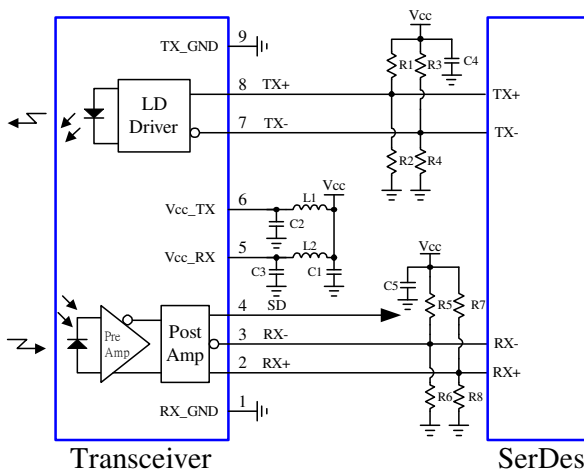 Vcc
TX_GND 9
R1 R3 C4
8 TX+ TX+
LD
Driver
7 TX- TX-
R2 R4
Vcc
Vcc_TX 6 L1
C2
Vcc_RX 5 L2
C3 C1
Vcc
C5
4 SD
R5 R7
Pre
Amp
Post
Amp
3 RX- RX-
2 RX+ RX+
R6 R8
RX_GND 1
Transceiver SerDes